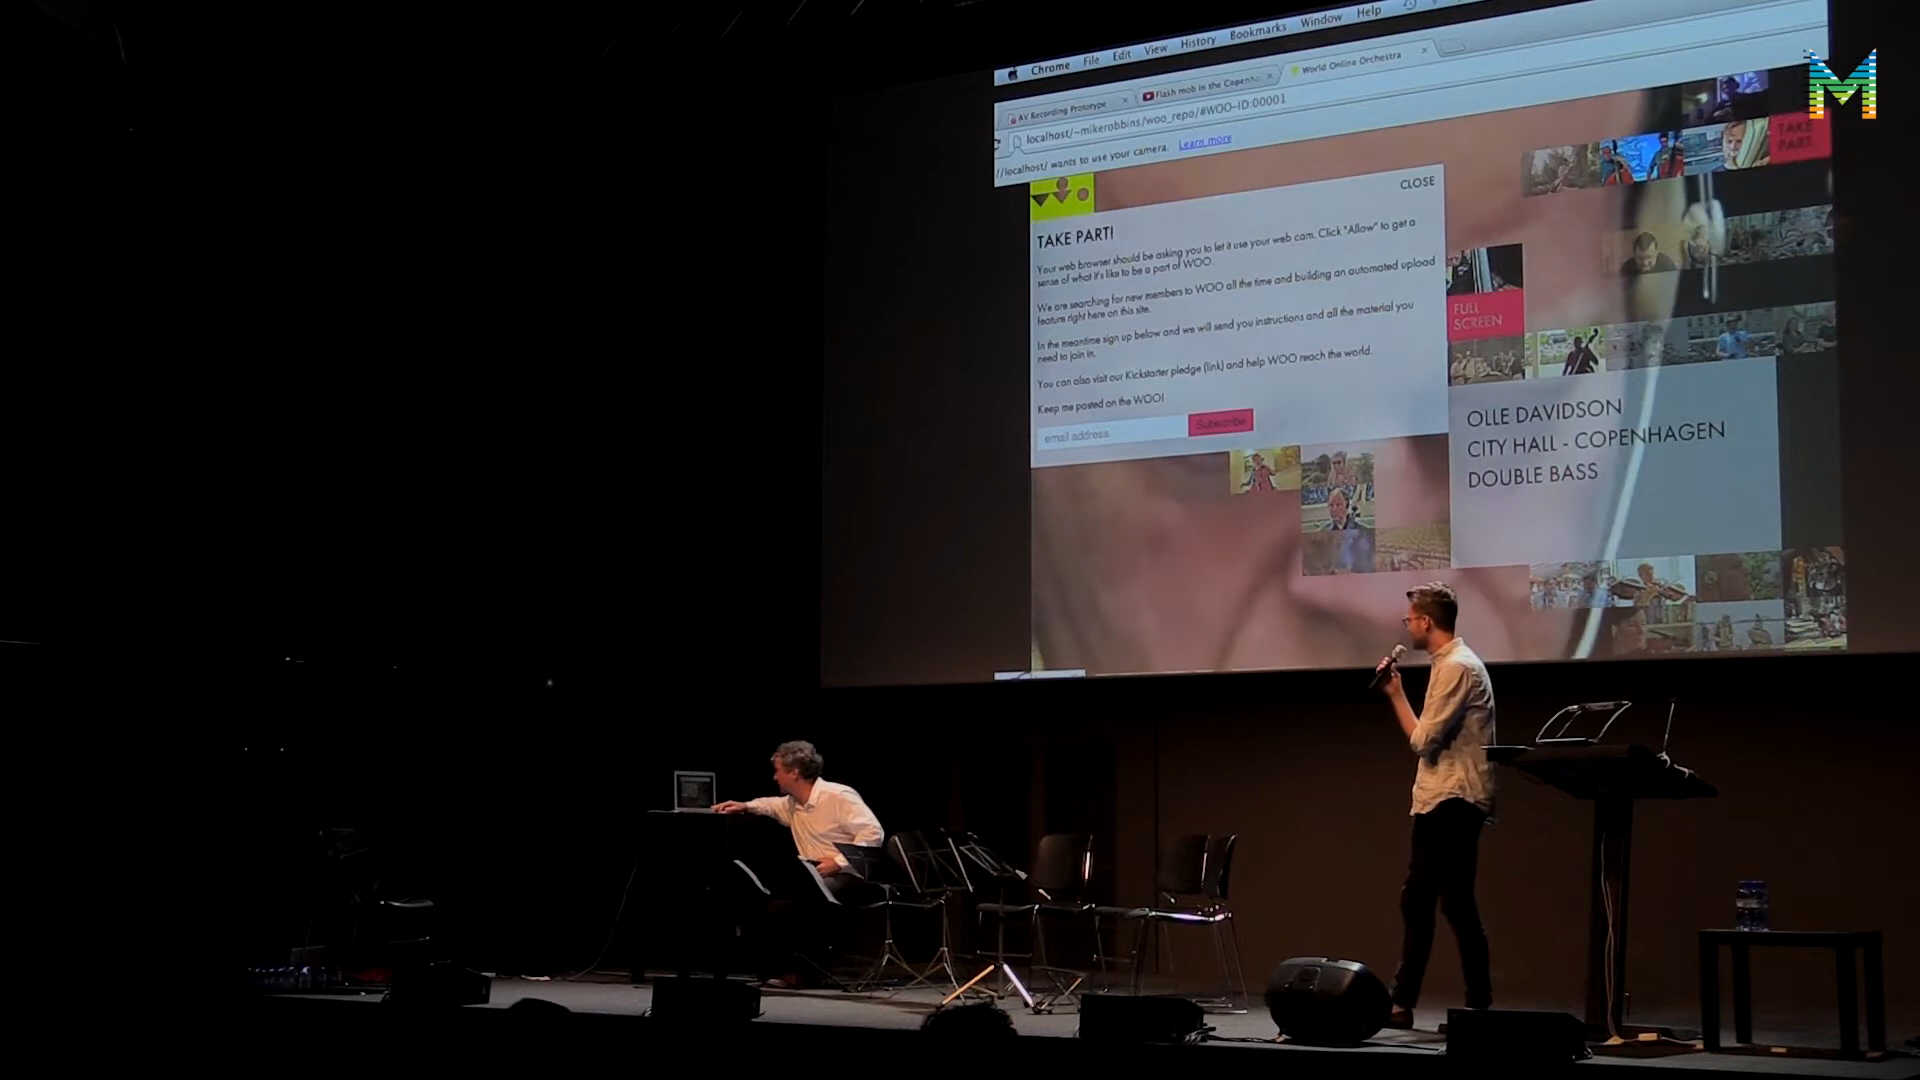 Chrome File Edit View History Bookmarks Window Help
AV Recording Prototype
Flash mob in the Copenha
World Online Orchestra
localhost/~mikerobbins/woo_repo/#WOO-ID:00001
//localhost/ wants to use your camera. Learn more
TAKE PART
CLOSE
TAKE PART!
Your web browser should be asking you to let it use your web cam. Click "Allow" to get a
sense of what it's like to be a part of WOO.
We are searching for new members to WOO all the time and building an automated upload
feature right here on this site.
In the meantime sign up below and we will send you instructions and all the material you
need to join in.
You can also visit our Kickstarter pledge (link) and help WOO reach the world.
Keep me posted on the WOO!
email address
Subscribe
FULL
SCREEN
OLLE DAVIDSON
CITY HALL - COPENHAGEN
DOUBLE BASS
M